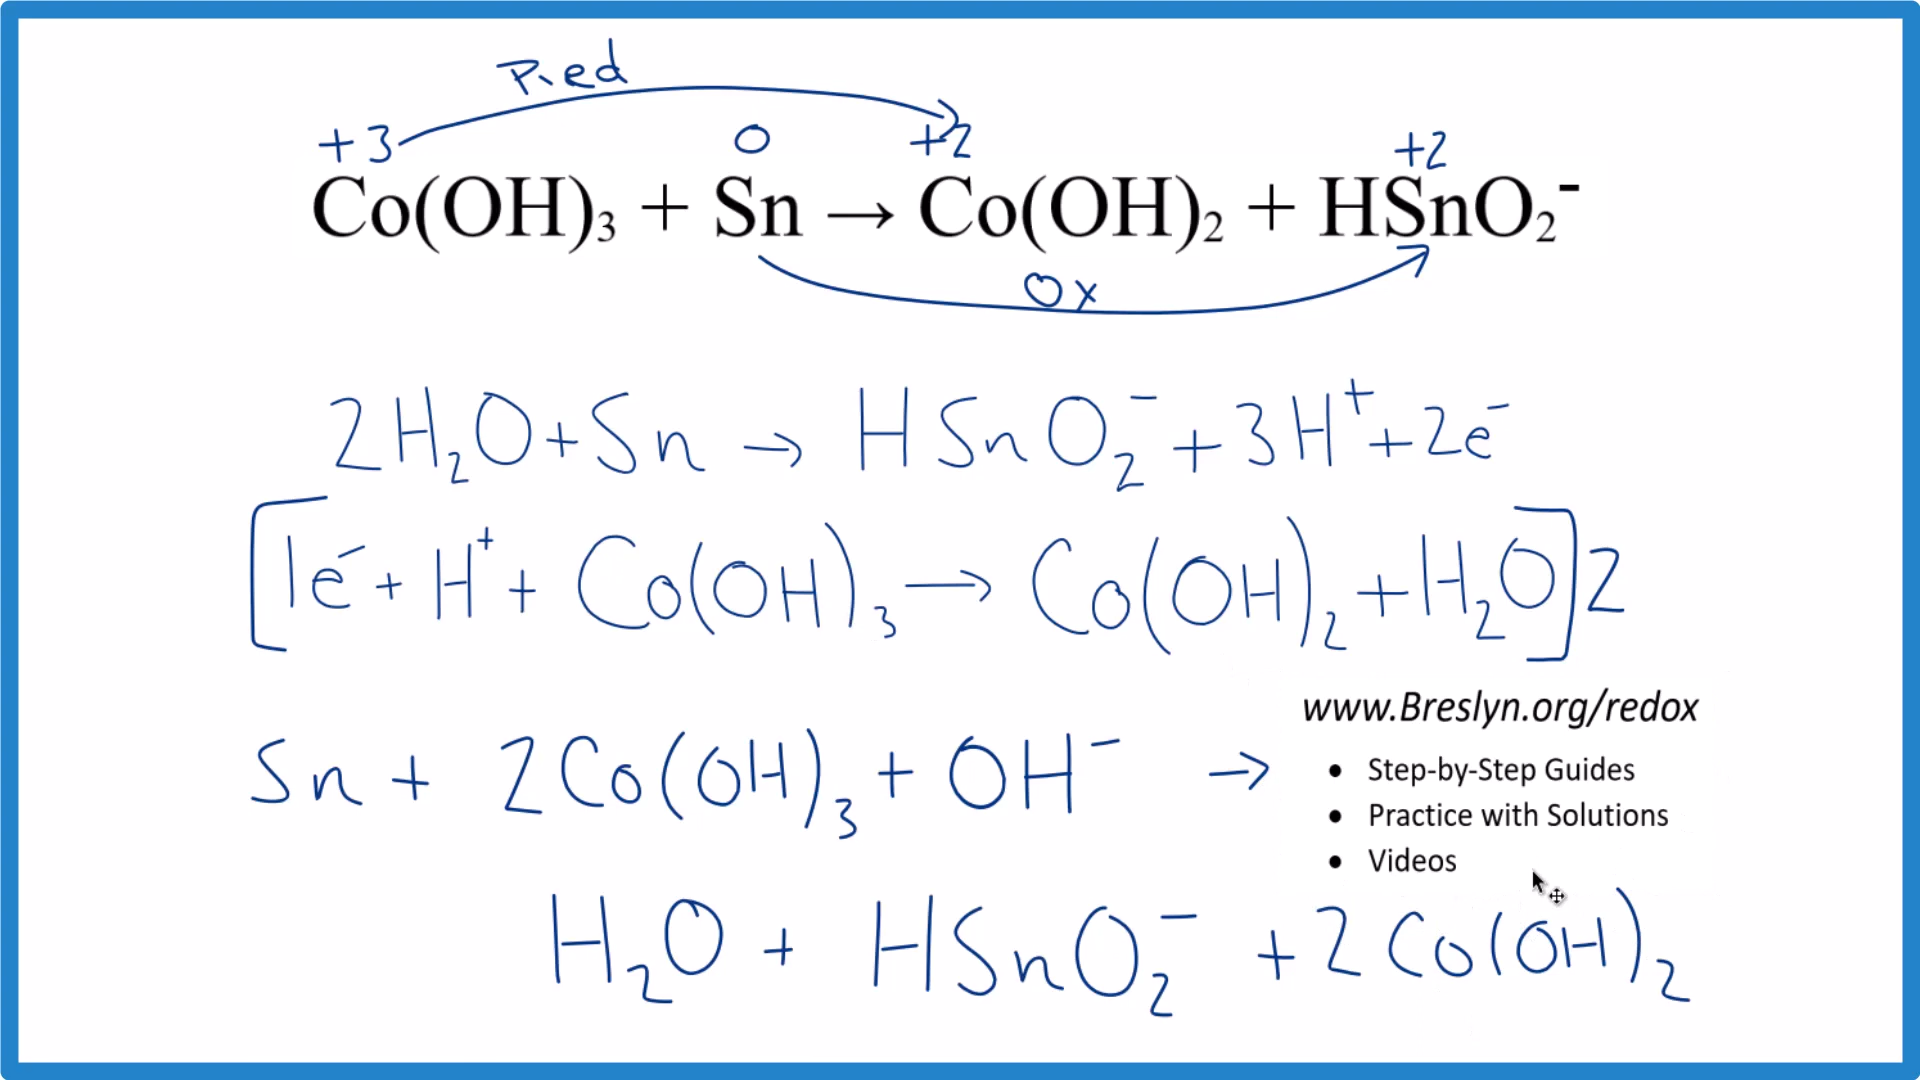 Red
+3 0 +2 +2
Co(OH)₃ + Sn → Co(OH)₂ + HSnO₂⁻
Ox
2H₂O + Sn → HSnO₂⁻ + 3H⁺ + 2e⁻
[1e⁻ + H⁺ + Co(OH)₃ → Co(OH)₂ + H₂O]2
www.Breslyn.org/redox
Sn + 2Co(OH)₃ + OH⁻ →
• Step-by-Step Guides
• Practice with Solutions
• Videos
H₂O + HSnO₂⁻ + 2Co(OH)₂